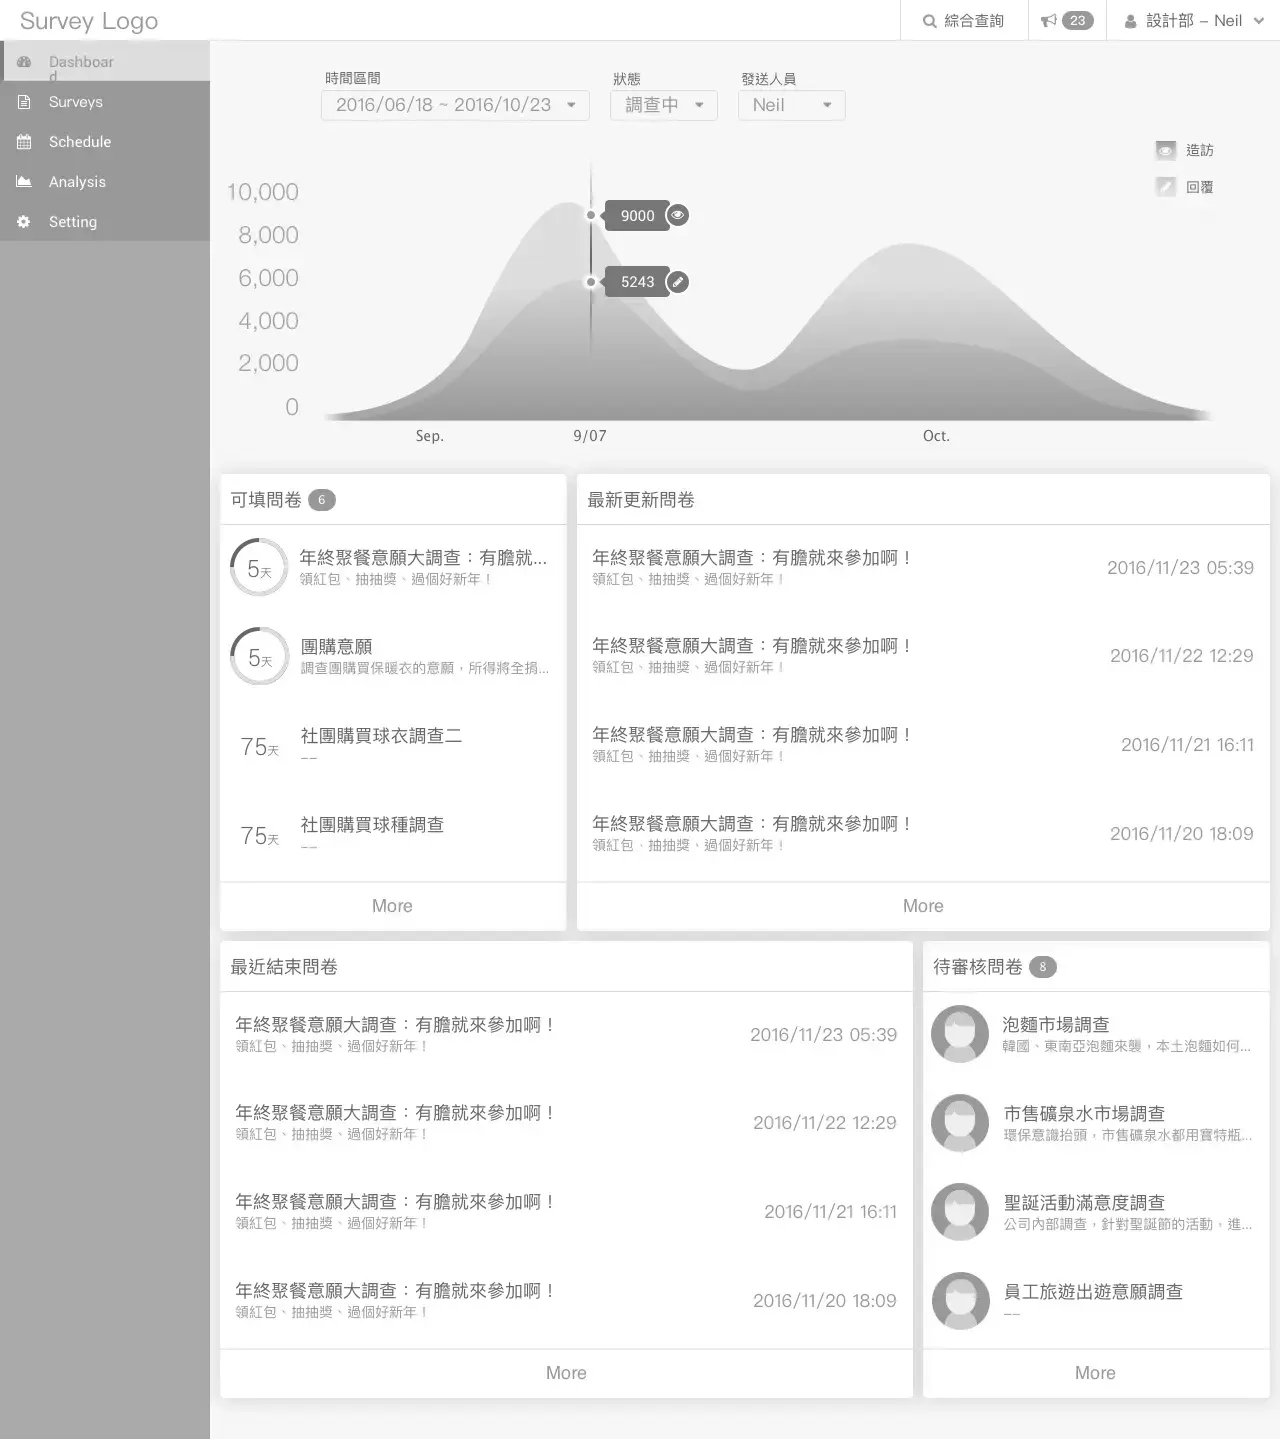 Survey Logo
綜合查詢
23
設計部 – Neil
Dashboar
d
Surveys
Schedule
Analysis
Setting
時間區間
狀態
發送人員
2016/06/18 ~ 2016/10/23
調查中
Neil
造訪
回覆
10,000
8,000
6,000
4,000
2,000
0
9000
5243
Sep.
9/07
Oct.
可填問卷 6
5天
年終聚餐意願大調查：有膽就...
領紅包、抽抽獎、過個好新年！
5天
團購意願
調查團購買保暖衣的意願，所得將全捐...
75天
社團購買球衣調查二
––
75天
社團購買球種調查
––
More
最新更新問卷
年終聚餐意願大調查：有膽就來參加啊！
領紅包、抽抽獎、過個好新年！
2016/11/23 05:39
年終聚餐意願大調查：有膽就來參加啊！
領紅包、抽抽獎、過個好新年！
2016/11/22 12:29
年終聚餐意願大調查：有膽就來參加啊！
領紅包、抽抽獎、過個好新年！
2016/11/21 16:11
年終聚餐意願大調查：有膽就來參加啊！
領紅包、抽抽獎，過個好新年！
2016/11/20 18:09
More
最近結束問卷
年終聚餐意願大調查：有膽就來參加啊！
領紅包、抽抽獎、過個好新年！
2016/11/23 05:39
年終聚餐意願大調查：有膽就來參加啊！
領紅包、抽抽獎、過個好新年！
2016/11/22 12:29
年終聚餐意願大調查：有膽就來參加啊！
領紅包、抽抽獎、過個好新年！
2016/11/21 16:11
年終聚餐意願大調查：有膽就來參加啊！
領紅包、抽抽獎、過個好新年！
2016/11/20 18:09
More
待審核問卷 8
泡麵市場調查
韓國、東南亞泡麵來襲，本土泡麵如何...
市售礦泉水市場調查
環保意識抬頭，市售礦泉水都用寶特瓶...
聖誕活動滿意度調查
公司內部調查，針對聖誕節的活動，進...
員工旅遊出遊意願調查
––
More